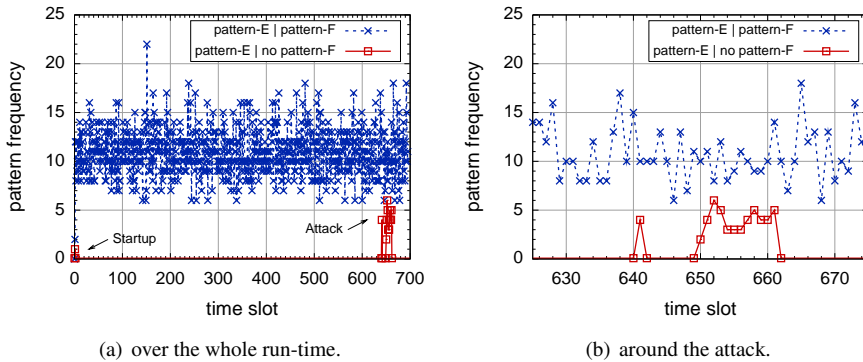 25
20
15
10
5
0
pattern frequency
pattern-E | pattern-F
pattern-E | no pattern-F
Startup
Attack
0 100 200 300 400 500 600 700
time slot
(a) over the whole run-time.
25
20
15
10
5
0
pattern frequency
pattern-E | pattern-F
pattern-E | no pattern-F
630 640 650 660 670
time slot
(b) around the attack.